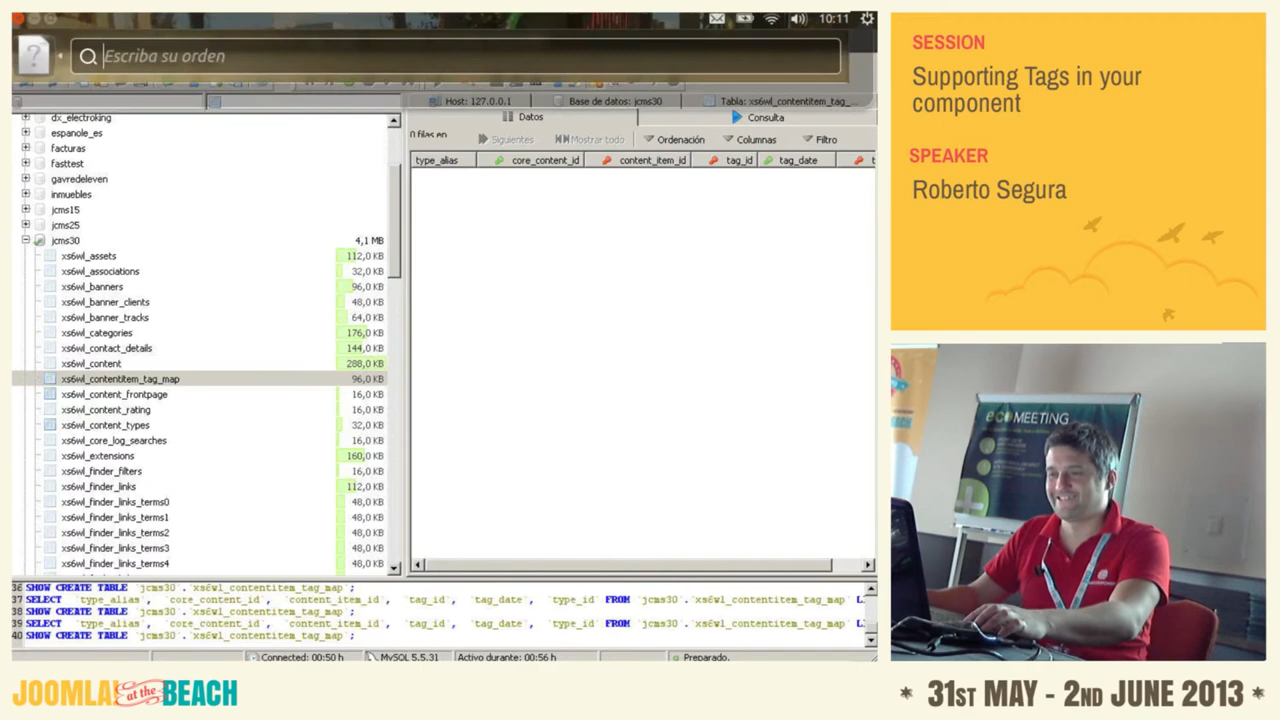 10:11
Escriba su orden
Host: 127.0.0.1
Base de datos: jcms30
Tabla: xs6wl_contentitem_tag_...
Datos
Consulta
0 filas en
Siguientes
Mostrar todo
Ordenación
Columnas
Filtro
type_alias
core_content_id
content_item_id
tag_id
tag_date
dx_electroking
espanole_es
facturas
fasttest
gavredeleven
inmuebles
jcms15
jcms25
jcms30 4,1 MB
xs6wl_assets 112,0 KB
xs6wl_associations 32,0 KB
xs6wl_banners 96,0 KB
xs6wl_banner_clients 48,0 KB
xs6wl_banner_tracks 64,0 KB
xs6wl_categories 176,0 KB
xs6wl_contact_details 144,0 KB
xs6wl_content 288,0 KB
xs6wl_contentitem_tag_map 96,0 KB
xs6wl_content_frontpage 16,0 KB
xs6wl_content_rating 16,0 KB
xs6wl_content_types 32,0 KB
xs6wl_core_log_searches 16,0 KB
xs6wl_extensions 160,0 KB
xs6wl_finder_filters 16,0 KB
xs6wl_finder_links 112,0 KB
xs6wl_finder_links_terms0 48,0 KB
xs6wl_finder_links_terms1 48,0 KB
xs6wl_finder_links_terms2 48,0 KB
xs6wl_finder_links_terms3 48,0 KB
xs6wl_finder_links_terms4 48,0 KB
36 SHOW CREATE TABLE `jcms30`.`xs6wl_contentitem_tag_map`;
37 SELECT `type_alias`, `core_content_id`, `content_item_id`, `tag_id`, `tag_date`, `type_id` FROM `jcms30`.`xs6wl_contentitem_tag_map` L
38 SHOW CREATE TABLE `jcms30`.`xs6wl_contentitem_tag_map`;
39 SELECT `type_alias`, `core_content_id`, `content_item_id`, `tag_id`, `tag_date`, `type_id` FROM `jcms30`.`xs6wl_contentitem_tag_map` L
40 SHOW CREATE TABLE `jcms30`.`xs6wl_contentitem_tag_map`;
Connected: 00:50 h
MySQL 5.5.31
Activo durante: 00:56 h
Preparado.
SESSION
Supporting Tags in your
component
SPEAKER
Roberto Segura
ecoMEETING
BEACH
JOOMLA! at the BEACH
* 31ST MAY - 2ND JUNE 2013 *